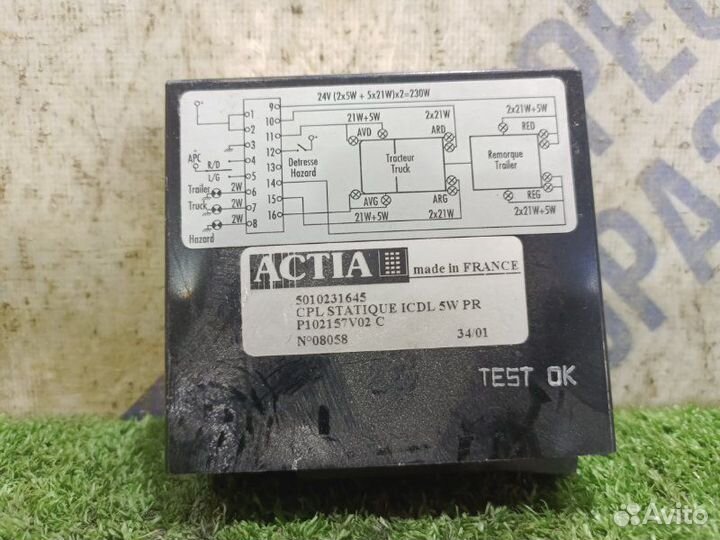 24V (2x5W + 5x21W)x2=230W
+
1
2
3
4
5
6
7
8
9
10
11
12
13
14
15
16
APC
+
R/D
L/G
Trailer
2W
Truck
2W
2W
Hazard
+
Detresse
Hazard
21W+5W
2x21W
AVD
ARD
Tracteur
Truck
AVG
ARG
21W+5W
2x21W
2x21W+5W
RED
Remorque
Trailer
REG
2x21W+5W
ACTIA
made in FRANCE
5010231645
CPL STATIQUE ICDL 5W PR
P102157V02 C
N°08058
34/01
TEST OK
Avito